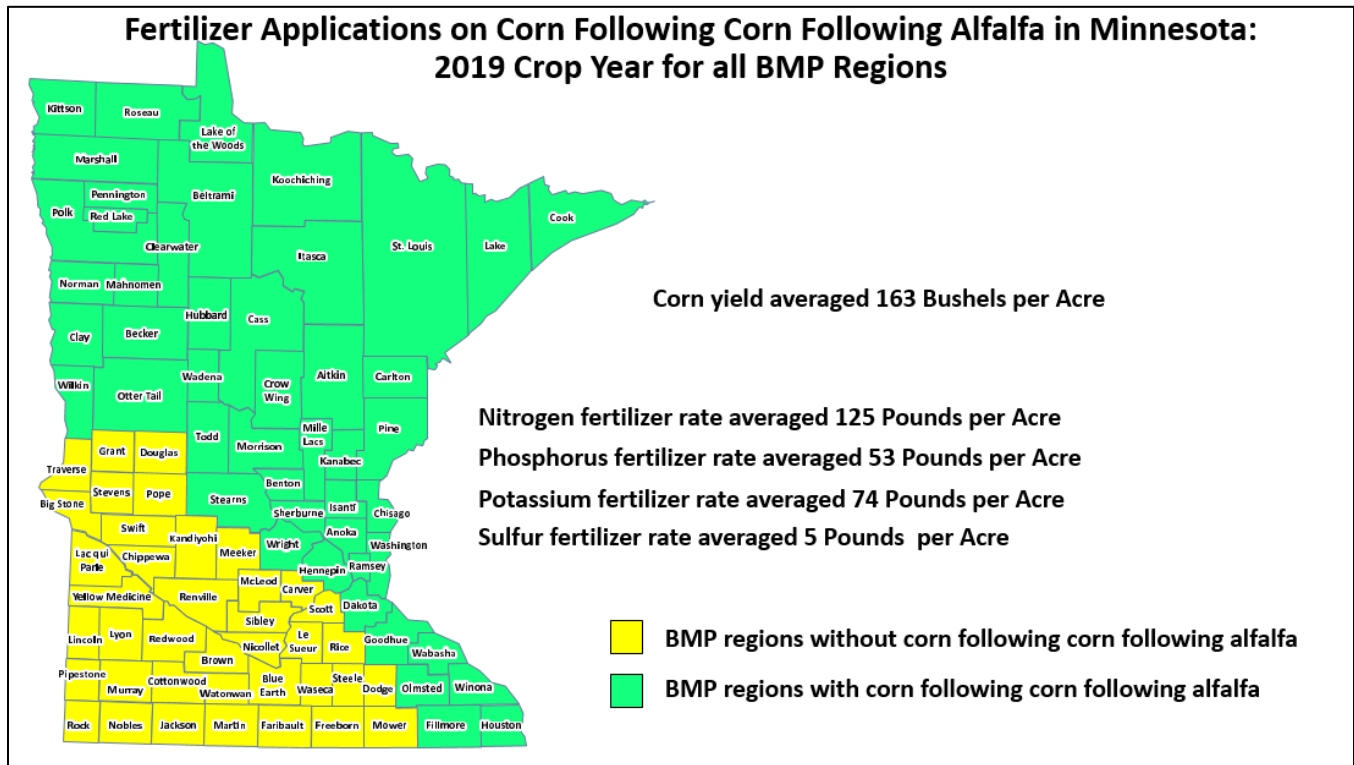 Fertilizer Applications on Corn Following Corn Following Alfalfa in Minnesota:
2019 Crop Year for all BMP Regions
Kittson
Roseau
Lake of
the Woods
Marshall
Koochiching
Pennington
Beltrami
Polk
Red Lake
Cook
Clearwater
St. Louis
Lake
Itasca
Norman
Mahnomen
Corn yield averaged 163 Bushels per Acre
Hubbard
Cass
Clay
Becker
Wilkin
Wadena
Aitkin
Carlton
Crow
Wing
Otter Tail
Nitrogen fertilizer rate averaged 125 Pounds per Acre
Todd
Morrison
Mille
Lacs
Pine
Grant
Douglas
Phosphorus fertilizer rate averaged 53 Pounds per Acre
Traverse
Kanabec
Benton
Stevens
Pope
Big Stone
Stearns
Potassium fertilizer rate averaged 74 Pounds per Acre
Sherburne
Isanti
Chisago
Swift
Anoka
Kandiyohi
Sulfur fertilizer rate averaged 5 Pounds  per Acre
Wright
Washington
Meeker
Lac qui
Parle
Chippewa
Hennepin
Ramsey
McLeod
Carver
Yellow Medicine
Renville
Scott
Dakota
Sibley
Lincoln
Lyon
Redwood
Nicollet
Le
Sueur
Rice
Goodhue
BMP regions without corn following corn following alfalfa
Wabasha
Brown
Pipestone
Murray
Cottonwood
Watonwan
Blue
Earth
Waseca
Steele
Dodge
Olmsted
Winona
BMP regions with corn following corn following alfalfa
Rock
Nobles
Jackson
Martin
Faribault
Freeborn
Mower
Fillmore
Houston